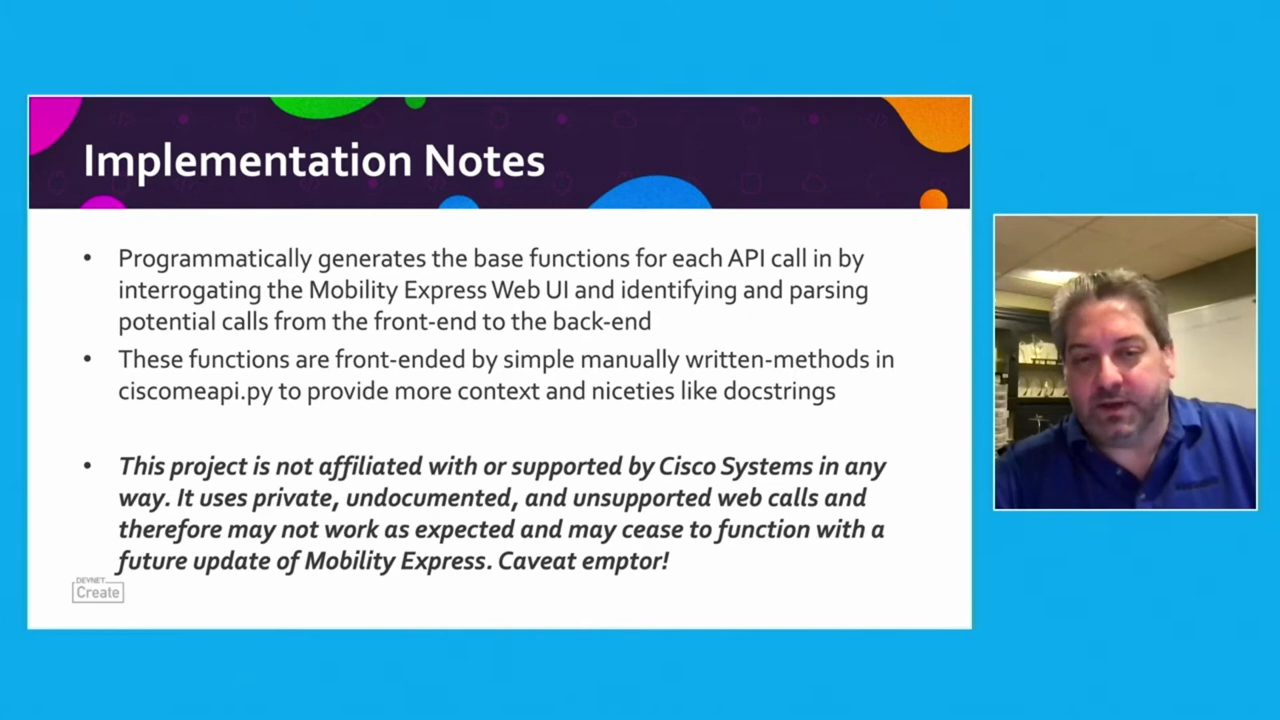 Implementation Notes
• Programmatically generates the base functions for each API call in by
interrogating the Mobility Express Web UI and identifying and parsing
potential calls from the front-end to the back-end
• These functions are front-ended by simple manually written-methods in
ciscomeapi.py to provide more context and niceties like docstrings
• This project is not affiliated with or supported by Cisco Systems in any
way. It uses private, undocumented, and unsupported web calls and
therefore may not work as expected and may cease to function with a
future update of Mobility Express. Caveat emptor!
DEVNET
Create